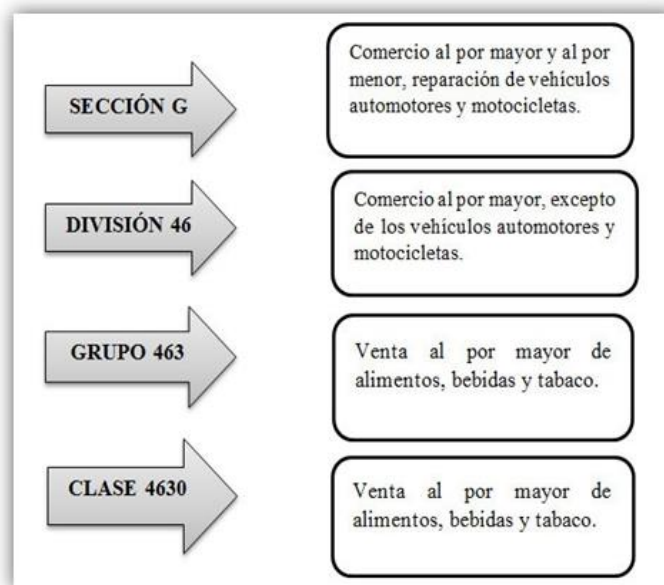 SECCIÓN G
Comercio al por mayor y al por
menor, reparación de vehículos
automotores y motocicletas.
DIVISIÓN 46
Comercio al por mayor, excepto
de los vehículos automotores y
motocicletas.
GRUPO 463
Venta al por mayor de
alimentos, bebidas y tabaco.
CLASE 4630
Venta al por mayor de
alimentos, bebidas y tabaco.